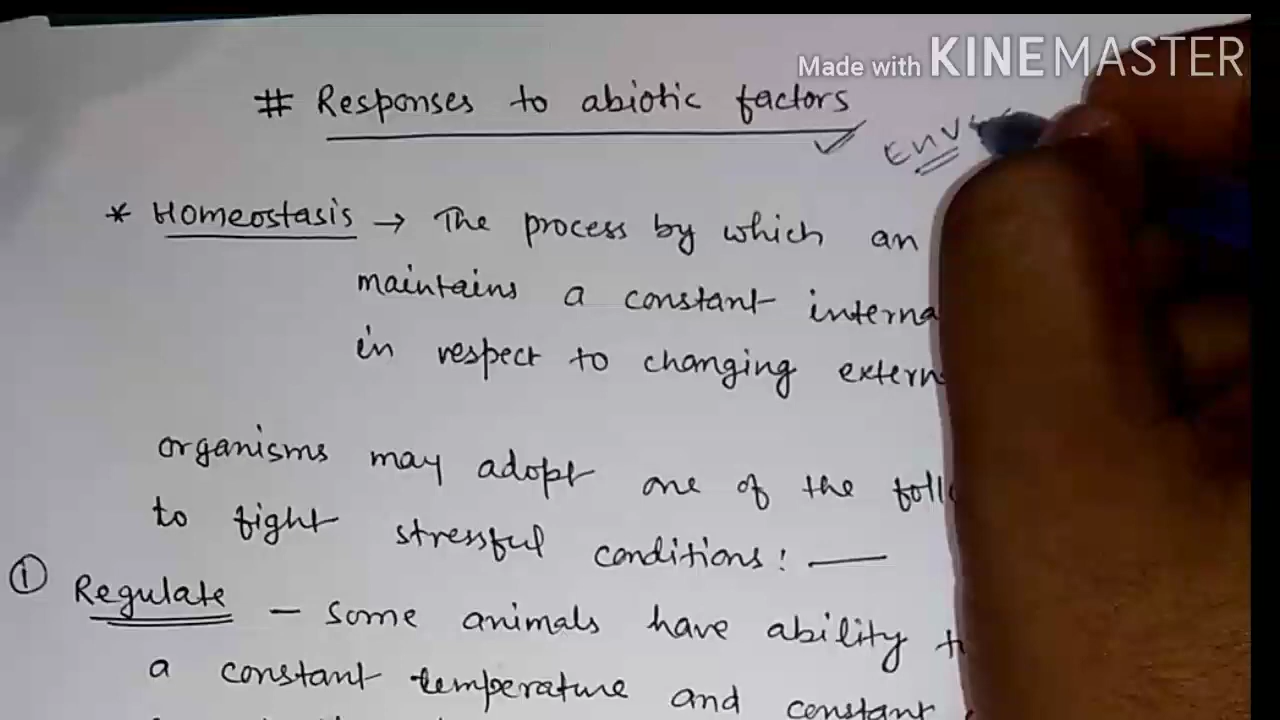 Made with KINEMASTER
# Responses to abiotic factors
Env
* Homeostasis → The process by which an
maintains a constant interna
in respect to changing extern
organisms may adopt one of the foll
to fight stressful conditions! —
① Regulate - Some animals have ability t
a constant temperature and constant